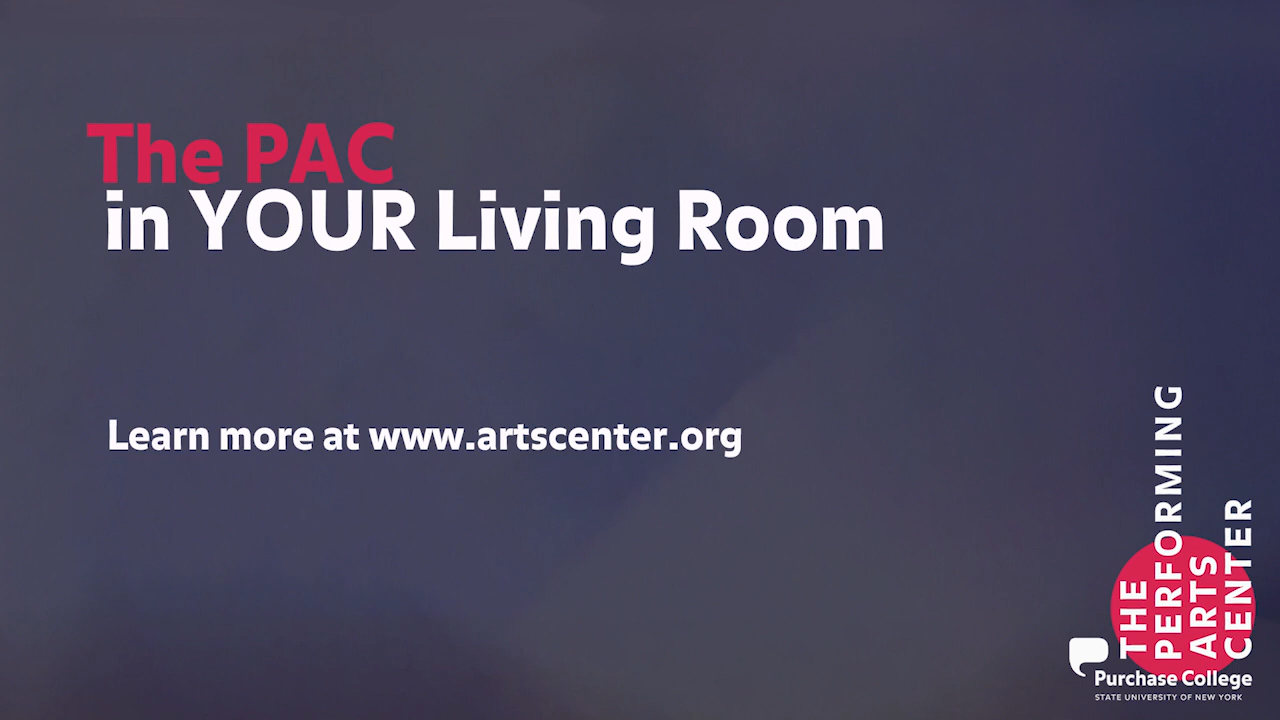 The PAC
in YOUR Living Room
Learn more at www.artscenter.org
THE
PERFORMING
ARTS
CENTER
Purchase College
STATE UNIVERSITY OF NEW YORK